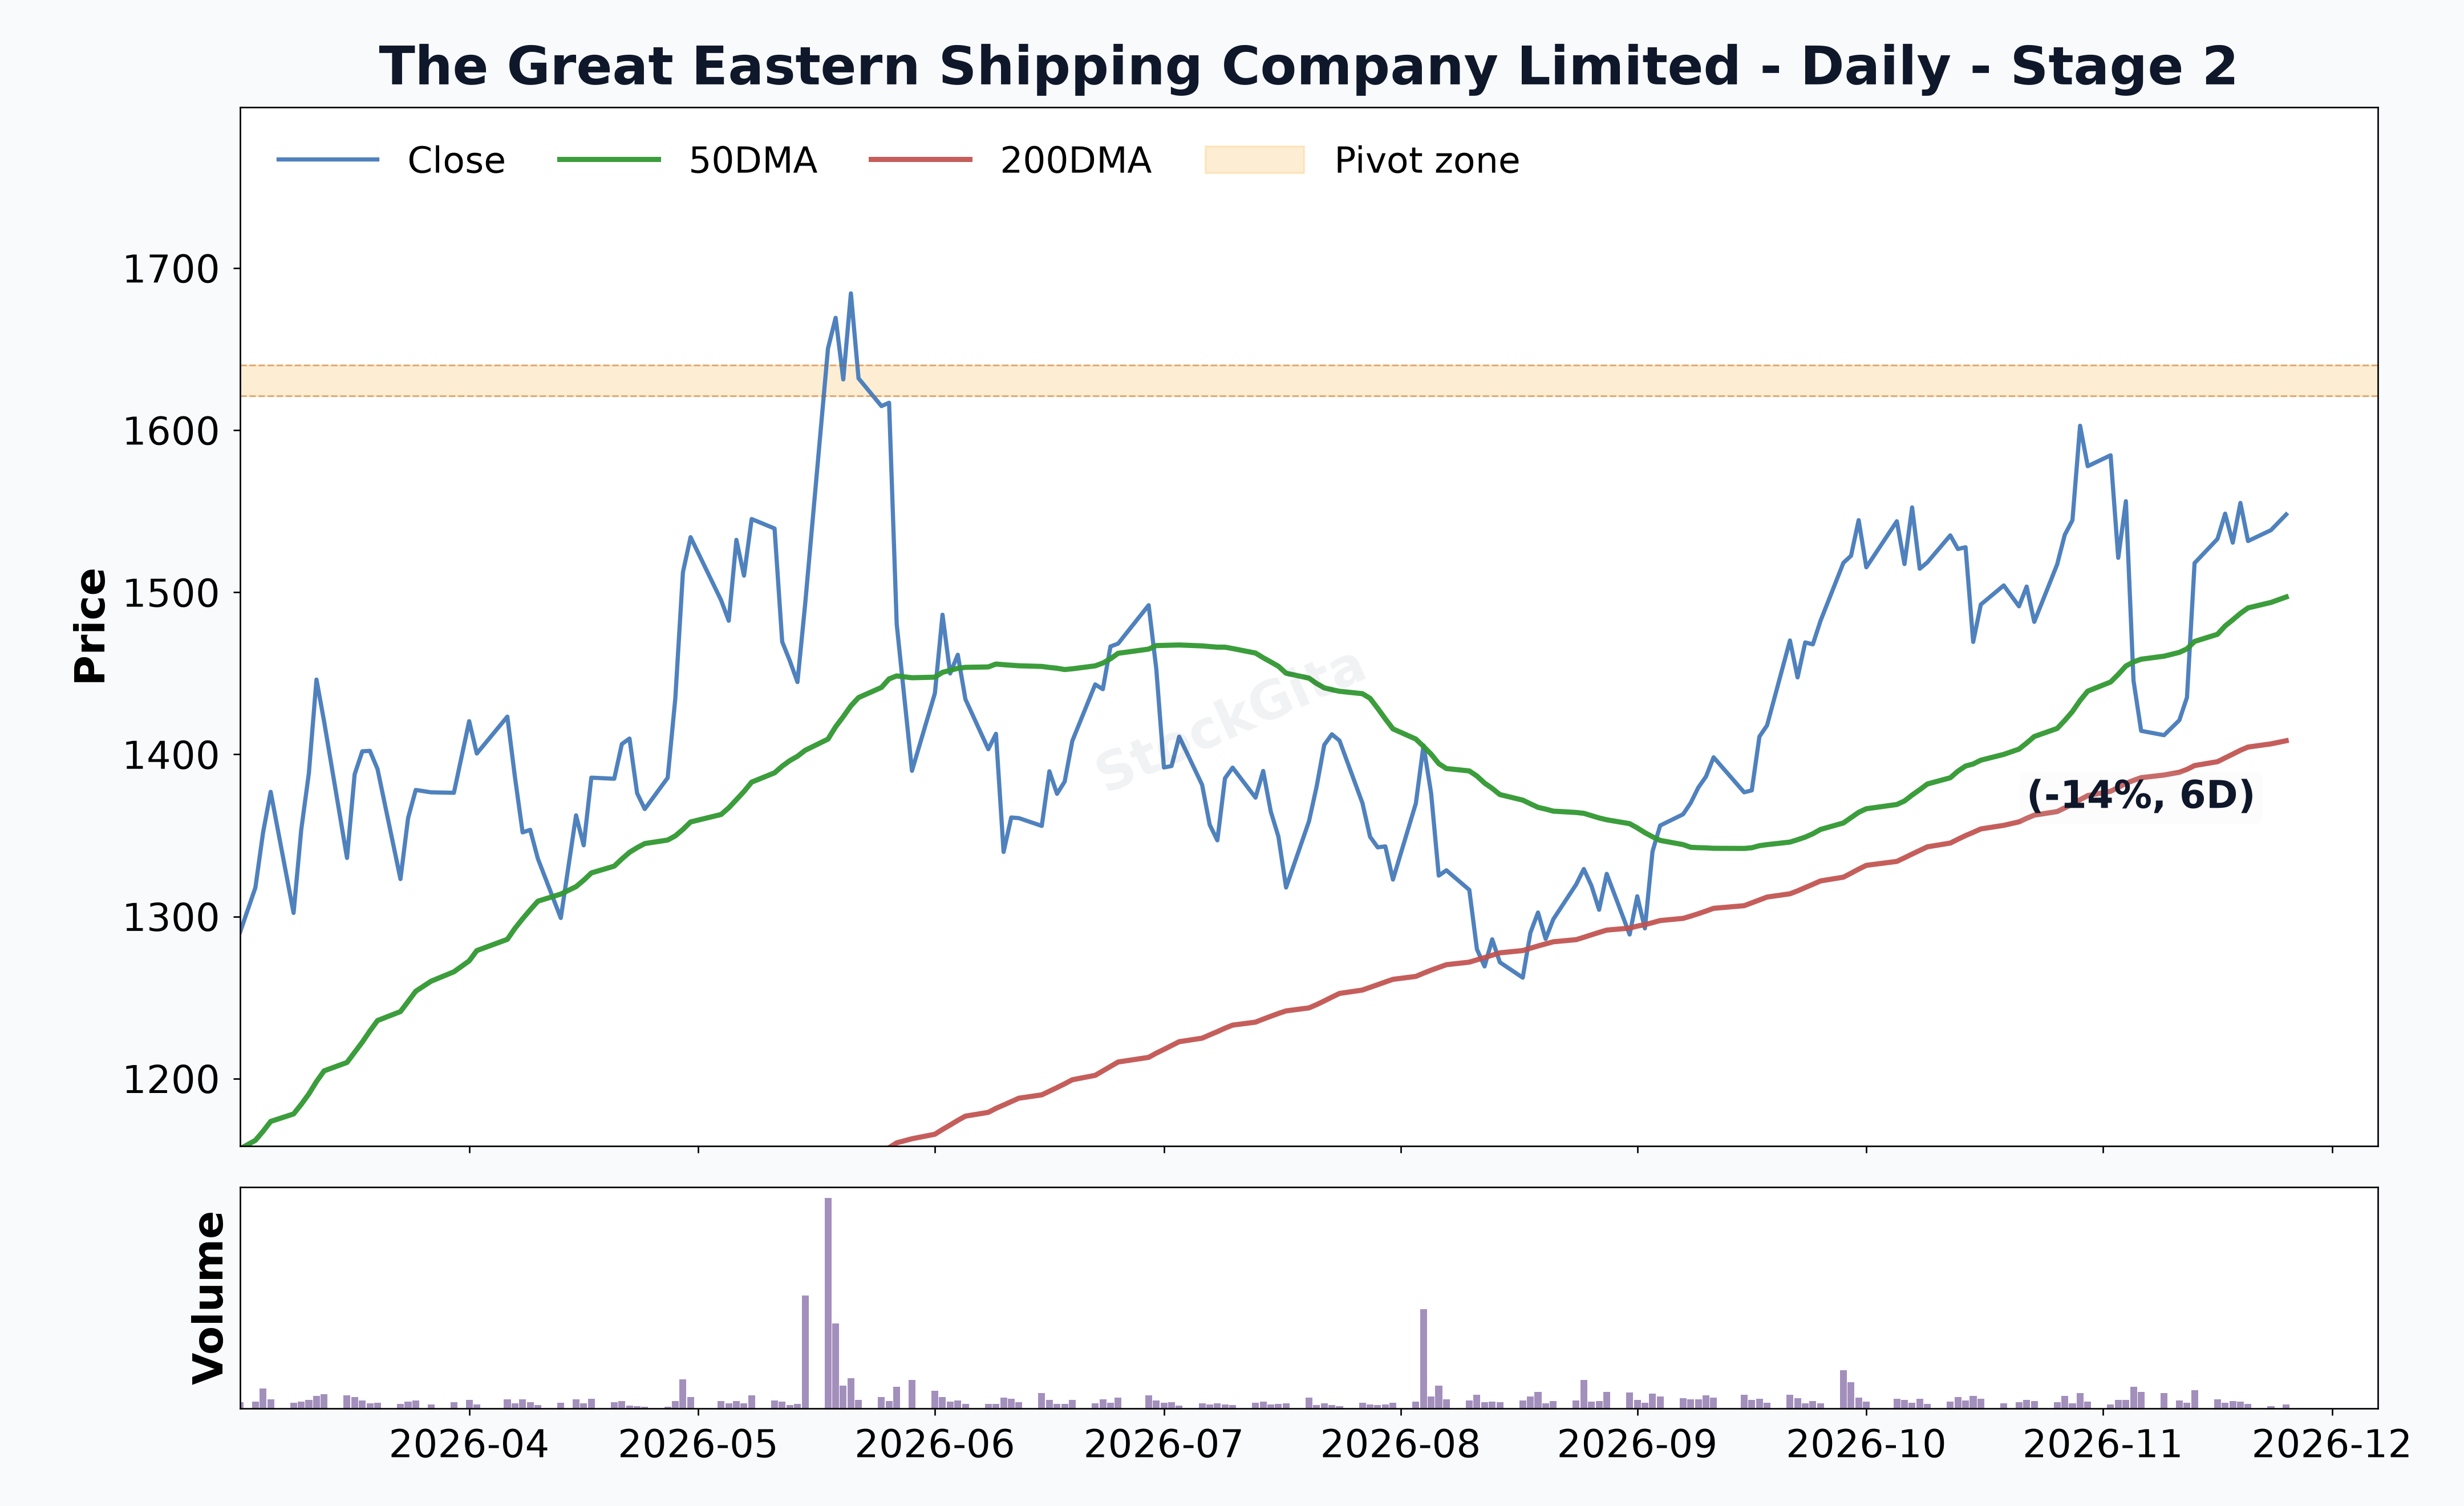 The Great Eastern Shipping Company Limited - Daily - Stage 2
Close 50DMA 200DMA Pivot zone
1700
1600
1500
1400
1300
1200
Price
StockGita
(-14%, 6D)
Volume
2026-04 2026-05 2026-06 2026-07 2026-08 2026-09 2026-10 2026-11 2026-12